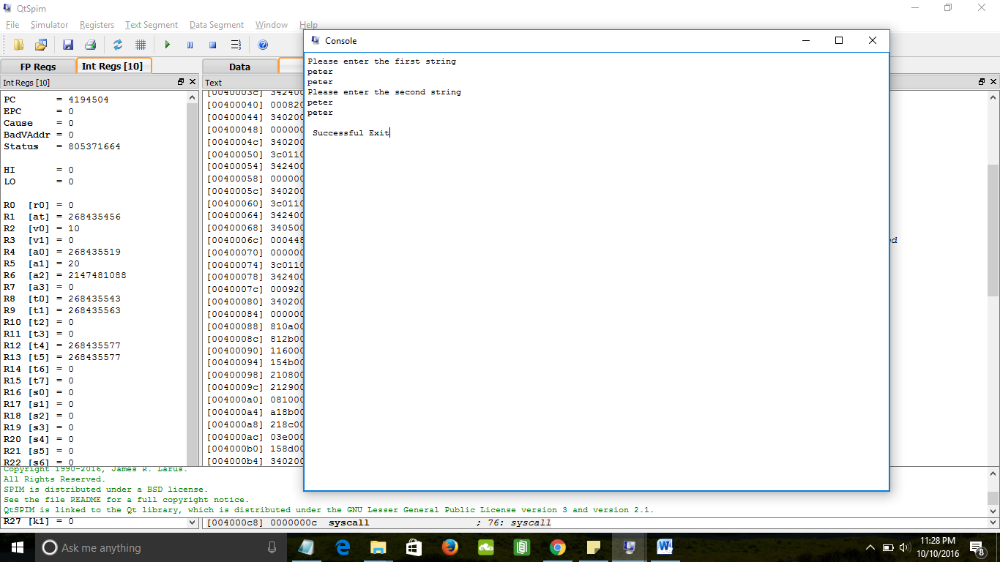 QtSpim
File Simulator Registers Text Segment Data Segment Window Help
FP Regs
Int Regs [10]
Data
Int Regs [10]
Text
PC = 4194504
EPC = 0
Cause = 0
BadVAddr = 0
Status = 805371664
HI = 0
LO = 0
R0 [r0] = 0
R1 [at] = 268435456
R2 [v0] = 10
R3 [v1] = 0
R4 [a0] = 268435519
R5 [a1] = 20
R6 [a2] = 2147481088
R7 [a3] = 0
R8 [t0] = 268435543
R9 [t1] = 268435563
R10 [t2] = 0
R11 [t3] = 0
R12 [t4] = 268435577
R13 [t5] = 268435577
R14 [t6] = 0
R15 [t7] = 0
R16 [s0] = 0
R17 [s1] = 0
R18 [s2] = 0
R19 [s3] = 0
R20 [s4] = 0
R21 [s5] = 0
R22 [s6] = 0
[0040003c] 342400
[00400040] 000820
[00400044] 340200
[00400048] 000000
[0040004c] 340200
[00400050] 3c0110
[00400054] 342400
[00400058] 000000
[0040005c] 340200
[00400060] 3c0110
[00400064] 342400
[00400068] 340500
[0040006c] 000448
[00400070] 000000
[00400074] 3c0110
[00400078] 342400
[0040007c] 000920
[00400080] 340200
[00400084] 000000
[00400088] 810a00
[0040008c] 812b00
[00400090] 116000
[00400094] 154b00
[00400098] 210800
[0040009c] 212900
[004000a0] 081000
[004000a4] a18b00
[004000a8] 218c00
[004000ac] 03e000
[004000b0] 158d00
[004000b4] 340200
ed
Console
Please enter the first string
peter
peter
Please enter the second string
peter
peter
Successful Exit
Copyright 1990-2016, James R. Larus.
All Rights Reserved.
SPIM is distributed under a BSD license.
See the file README for a full copyright notice.
QtSPIM is linked to the Qt library, which is distributed under the GNU Lesser General Public License version 3 and version 2.1.
R27 [k1] = 0
[004000c8] 0000000c syscall ; 76: syscall
Ask me anything
11:28 PM
10/10/2016
8